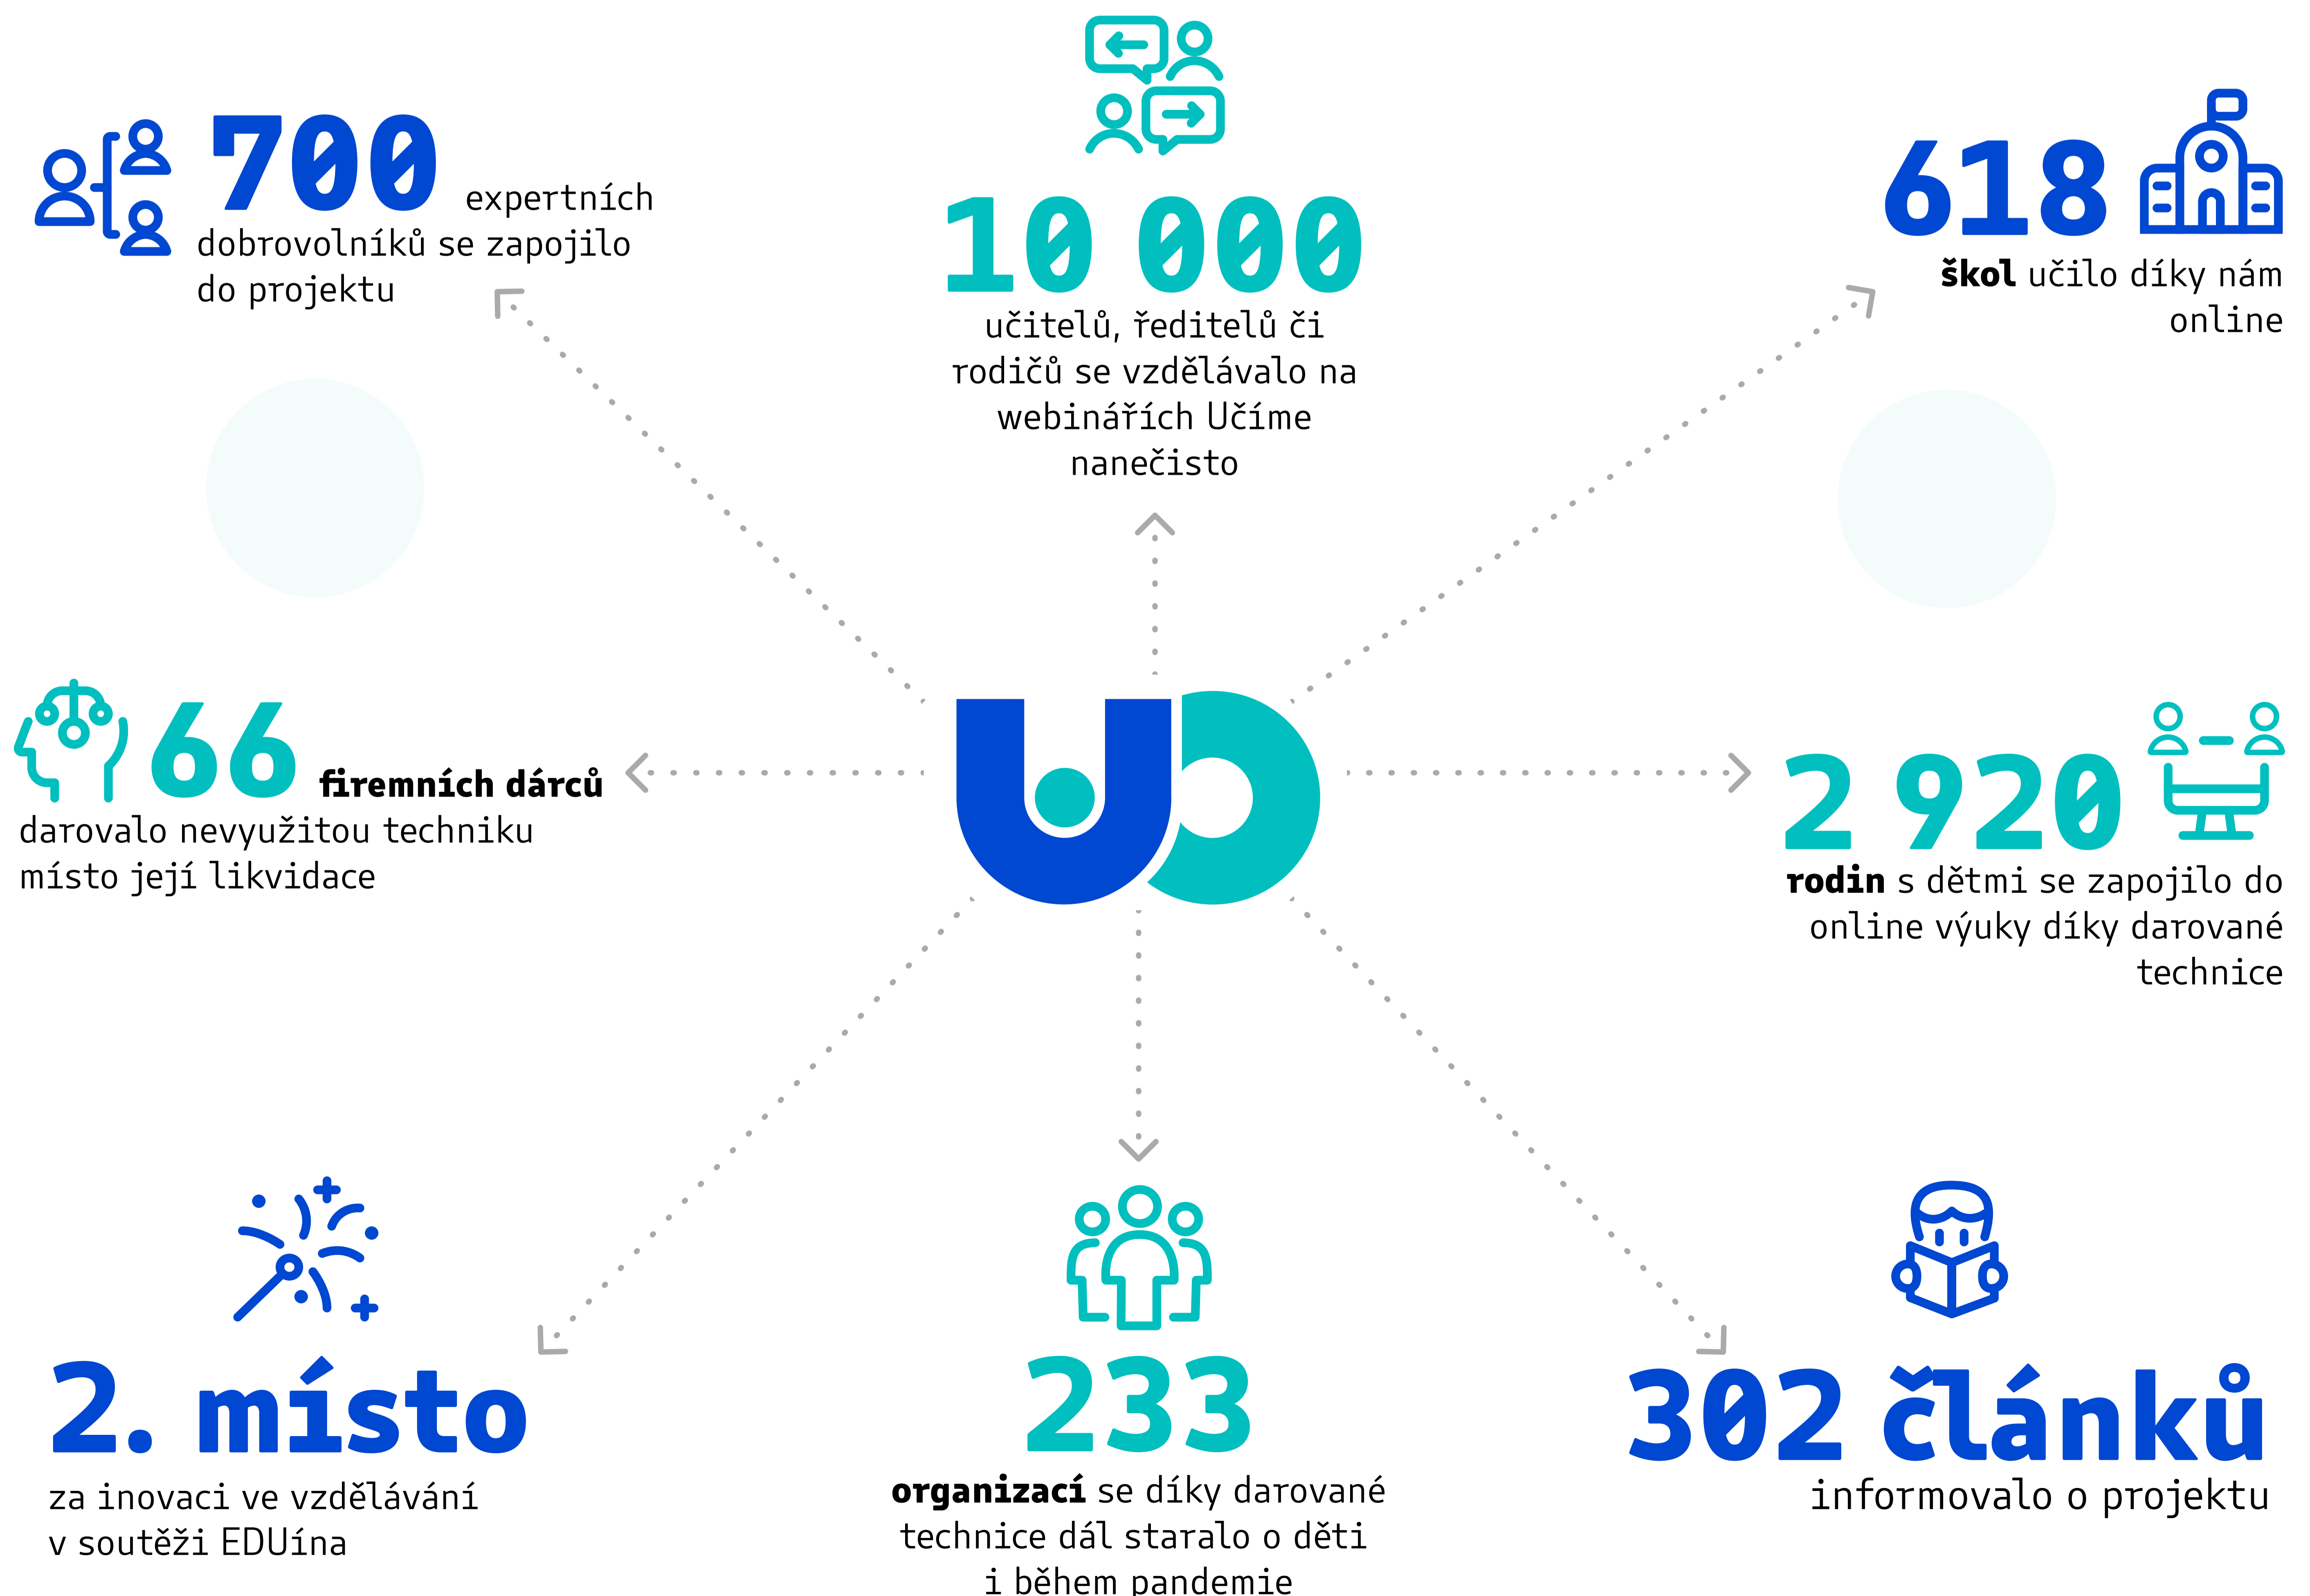 700 expertních
dobrovolníků se zapojilo
do projektu
10 000
učitelů, ředitelů či
rodičů se vzdělávalo na
webinářích Učíme
nanečisto
618
škol učilo díky nám
online
66 firemních dárců
darovalo nevyužitou techniku
místo její likvidace
2 920
rodin s dětmi se zapojilo do
online výuky díky darované
technice
2. místo
za inovaci ve vzdělávání
v soutěži EDUína
233
organizací se díky darované
technice dál staralo o děti
i během pandemie
302 článků
informovalo o projektu